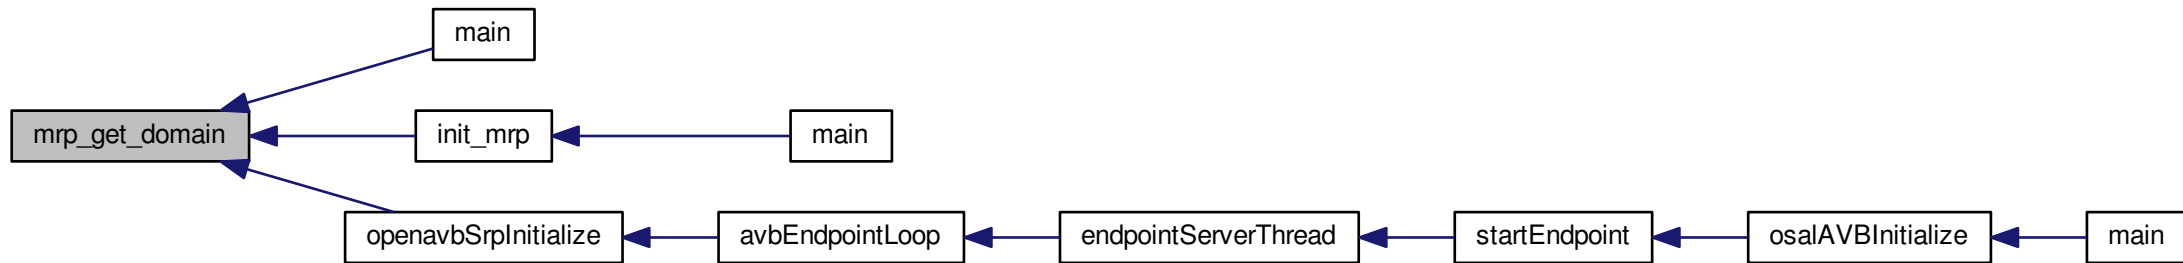 main
mrp_get_domain
init_mrp
main
openavbSrpInitialize
avbEndpointLoop
endpointServerThread
startEndpoint
osalAVBInitialize
main